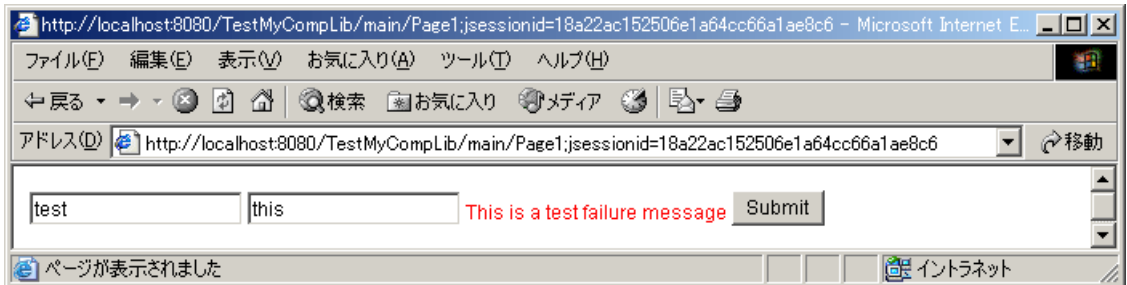 http://localhost:8080/TestMyCompLib/main/Page1;jsessionid=18a22ac152506e1a64cc66a1ae8c6 - Microsoft Internet E...
ファイル(F) 編集(E) 表示(V) お気に入り(A) ツール(T) ヘルプ(H)
戻る 検索 お気に入り メディア
アドレス(D) http://localhost:8080/TestMyCompLib/main/Page1;jsessionid=18a22ac152506e1a64cc66a1ae8c6 移動
test this This is a test failure message Submit
ページが表示されました イントラネット